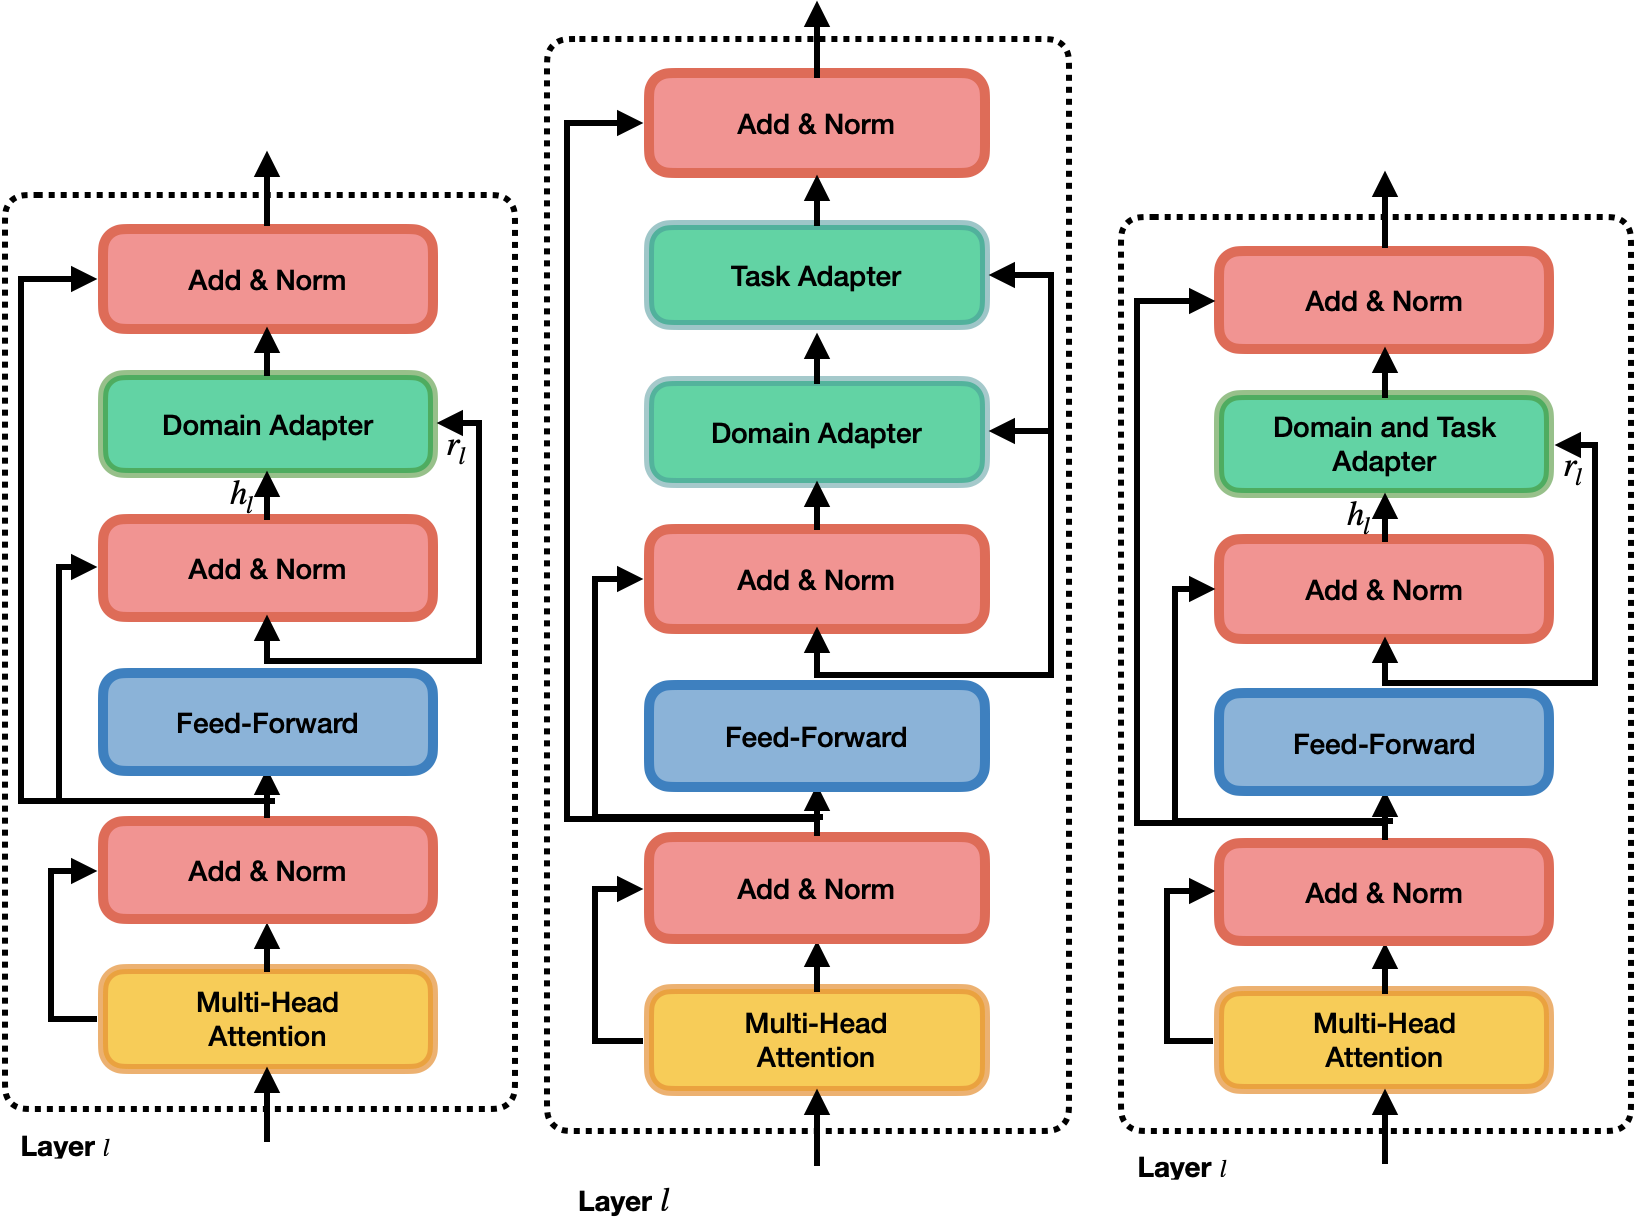 Add & Norm
Domain Adapter
r_l
h_l
Add & Norm
Feed-Forward
Add & Norm
Multi-Head
Attention
Layer l
Add & Norm
Task Adapter
Domain Adapter
Add & Norm
Feed-Forward
Add & Norm
Multi-Head
Attention
Layer l
Add & Norm
Domain and Task
Adapter
r_l
h_l
Add & Norm
Feed-Forward
Add & Norm
Multi-Head
Attention
Layer l